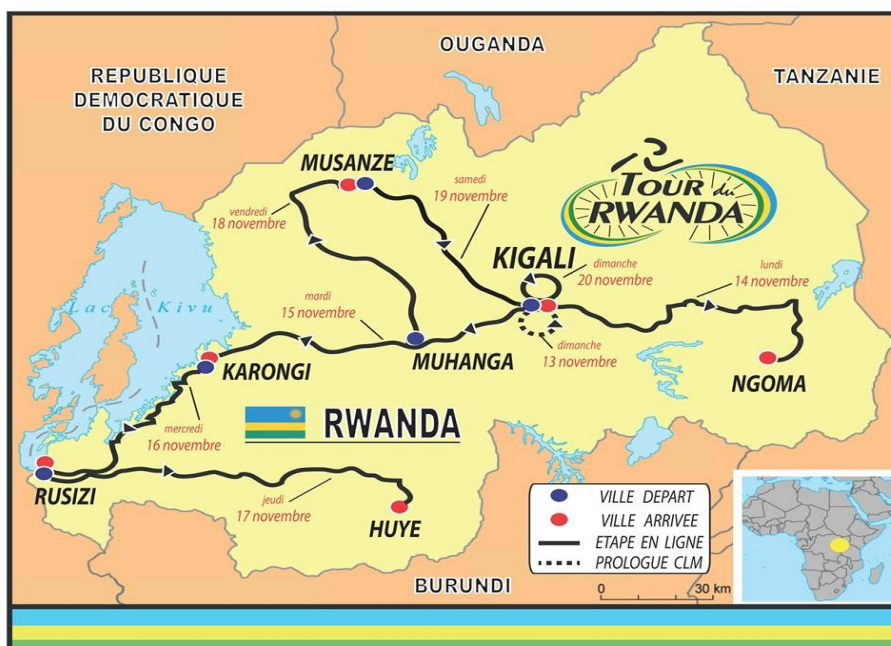 OUGANDA
REPUBLIQUE
DEMOCRATIQUE
DU CONGO
TANZANIE
MUSANZE
samedi
19 novembre
vendredi
18 novembre
TOUR du
RWANDA
KIGALI
dimanche
20 novembre
lundi
14 novembre
mardi
15 novembre
Lac Kivu
dimanche
13 novembre
MUHANGA
KARONGI
NGOMA
mercredi
16 novembre
RWANDA
RUSIZI
jeudi
17 novembre
HUYE
VILLE DEPART
VILLE ARRIVEE
ETAPE EN LIGNE
PROLOGUE CLM
BURUNDI
0 30 km